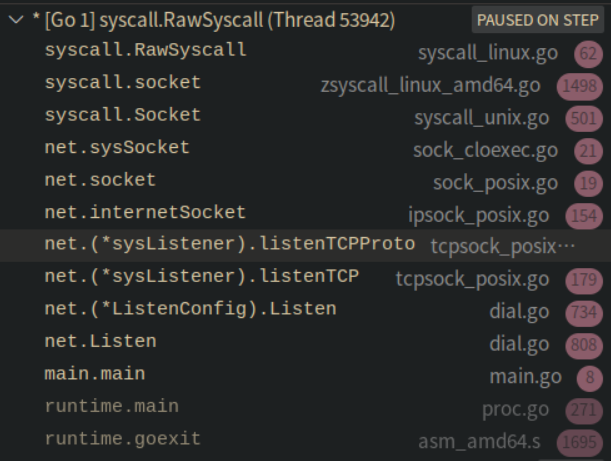 * [Go 1] syscall.RawSyscall (Thread 53942) PAUSED ON STEP
syscall.RawSyscall syscall_linux.go 62
syscall.socket zsyscall_linux_amd64.go 1498
syscall.Socket syscall_unix.go 501
net.sysSocket sock_cloexec.go 21
net.socket sock_posix.go 19
net.internetSocket ipsock_posix.go 154
net.(*sysListener).listenTCPProto tcpsock_posix···
net.(*sysListener).listenTCP tcpsock_posix.go 179
net.(*ListenConfig).Listen dial.go 734
net.Listen dial.go 808
main.main main.go 8
runtime.main proc.go 271
runtime.goexit asm_amd64.s 1695